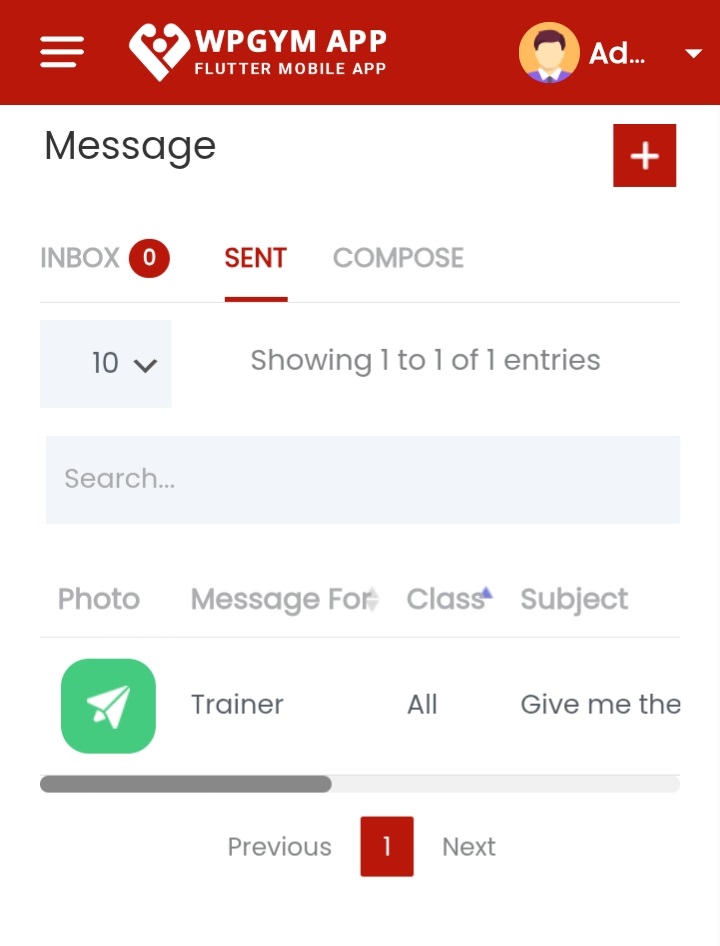 WPGYM APP
FLUTTER MOBILE APP
Ad...
Message
+
INBOX 0 SENT COMPOSE
10 Showing 1 to 1 of 1 entries
Search...
Photo Message For Class Subject
Trainer All Give me the
Previous 1 Next